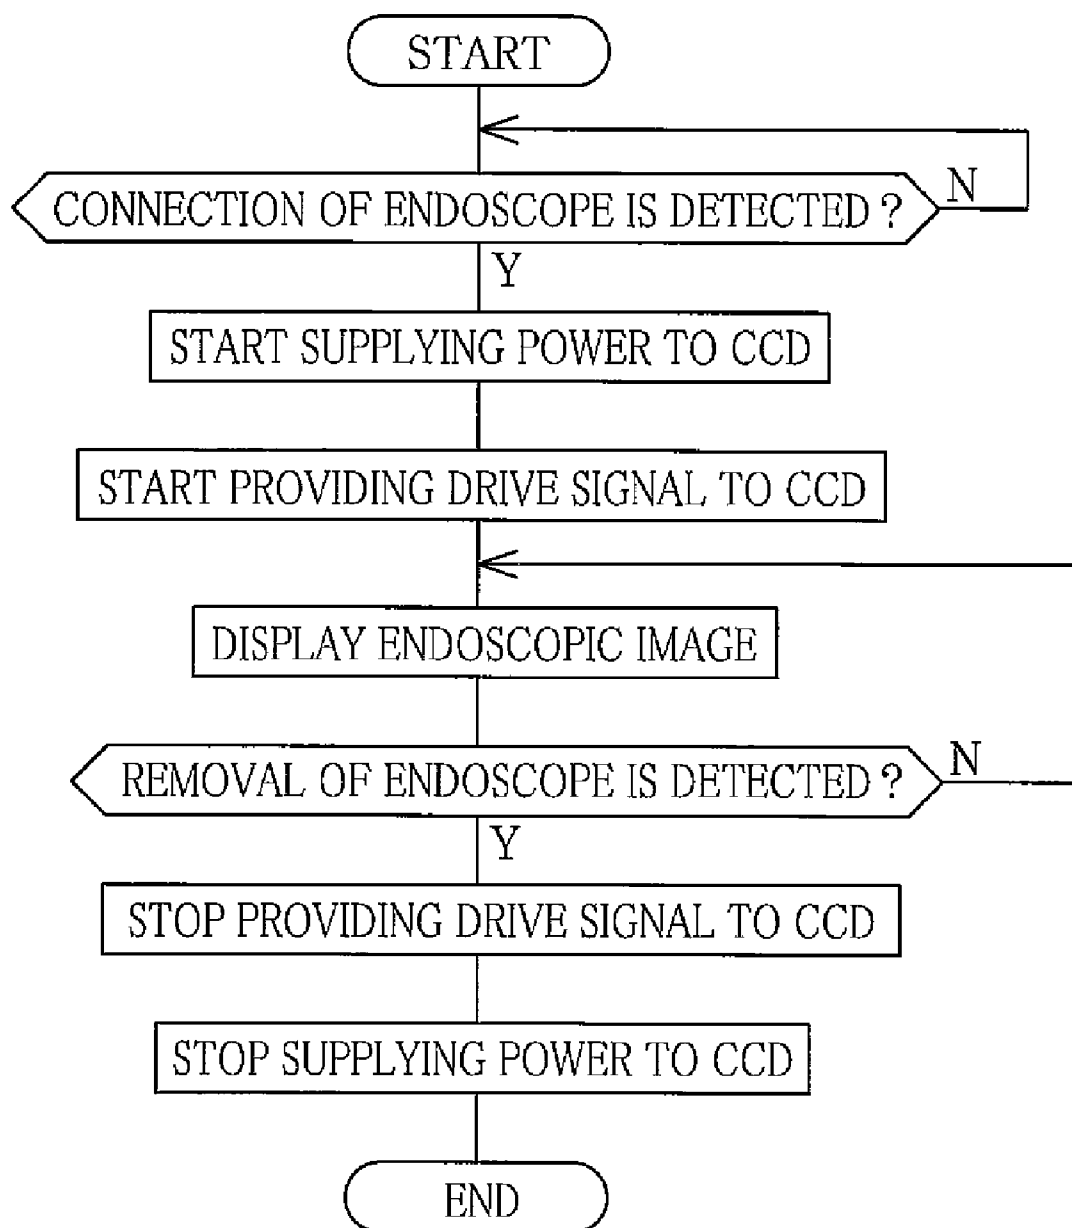 START
CONNECTION OF ENDOSCOPE IS DETECTED ?
N
Y
START SUPPLYING POWER TO CCD
START PROVIDING DRIVE SIGNAL TO CCD
DISPLAY ENDOSCOPIC IMAGE
REMOVAL OF ENDOSCOPE IS DETECTED ?
N
Y
STOP PROVIDING DRIVE SIGNAL TO CCD
STOP SUPPLYING POWER TO CCD
END